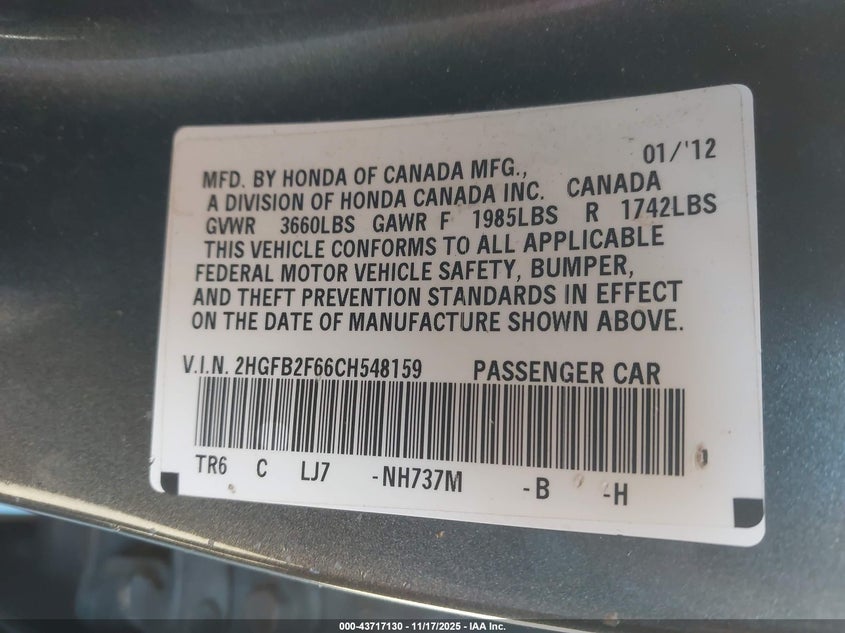 01/'12
MFD. BY HONDA OF CANADA MFG.,
A DIVISION OF HONDA CANADA INC. CANADA
GVWR 3660LBS GAWR F 1985LBS R 1742LBS
THIS VEHICLE CONFORMS TO ALL APPLICABLE
FEDERAL MOTOR VEHICLE SAFETY, BUMPER,
AND THEFT PREVENTION STANDARDS IN EFFECT
ON THE DATE OF MANUFACTURE SHOWN ABOVE.
V.I.N. 2HGFB2F66CH548159 PASSENGER CAR
TR6 C LJ7 -NH737M -B -H
000-43717130 - 11/17/2025 - IAA Inc.